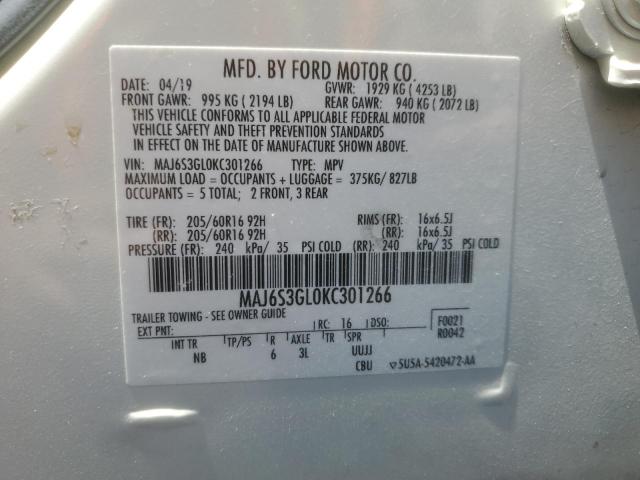 MFD. BY FORD MOTOR CO.
DATE: 04/19 GVWR: 1929 KG ( 4253 LB)
FRONT GAWR: 995 KG ( 2194 LB) REAR GAWR: 940 KG ( 2072 LB)
THIS VEHICLE CONFORMS TO ALL APPLICABLE FEDERAL MOTOR
VEHICLE SAFETY AND THEFT PREVENTION STANDARDS
IN EFFECT ON THE DATE OF MANUFACTURE SHOWN ABOVE.
VIN: MAJ6S3GL0KC301266 TYPE: MPV
MAXIMUM LOAD = OCCUPANTS + LUGGAGE = 375KG/ 827LB
OCCUPANTS = 5 TOTAL; 2 FRONT, 3 REAR
TIRE (FR): 205/60R16 92H RIMS (FR): 16x6.5J
(RR): 205/60R16 92H (RR): 16x6.5J
PRESSURE (FR): 240 kPa/ 35 PSI COLD (RR): 240 kPa/ 35 PSI COLD
MAJ6S3GL0KC301266
TRAILER TOWING - SEE OWNER GUIDE
EXT PNT: RC: 16 DSO: F0021
R0042
INT TR TP/PS R AXLE TR SPR
NB 6 3L UUJJ
CBU 5U5A-5420472-AA